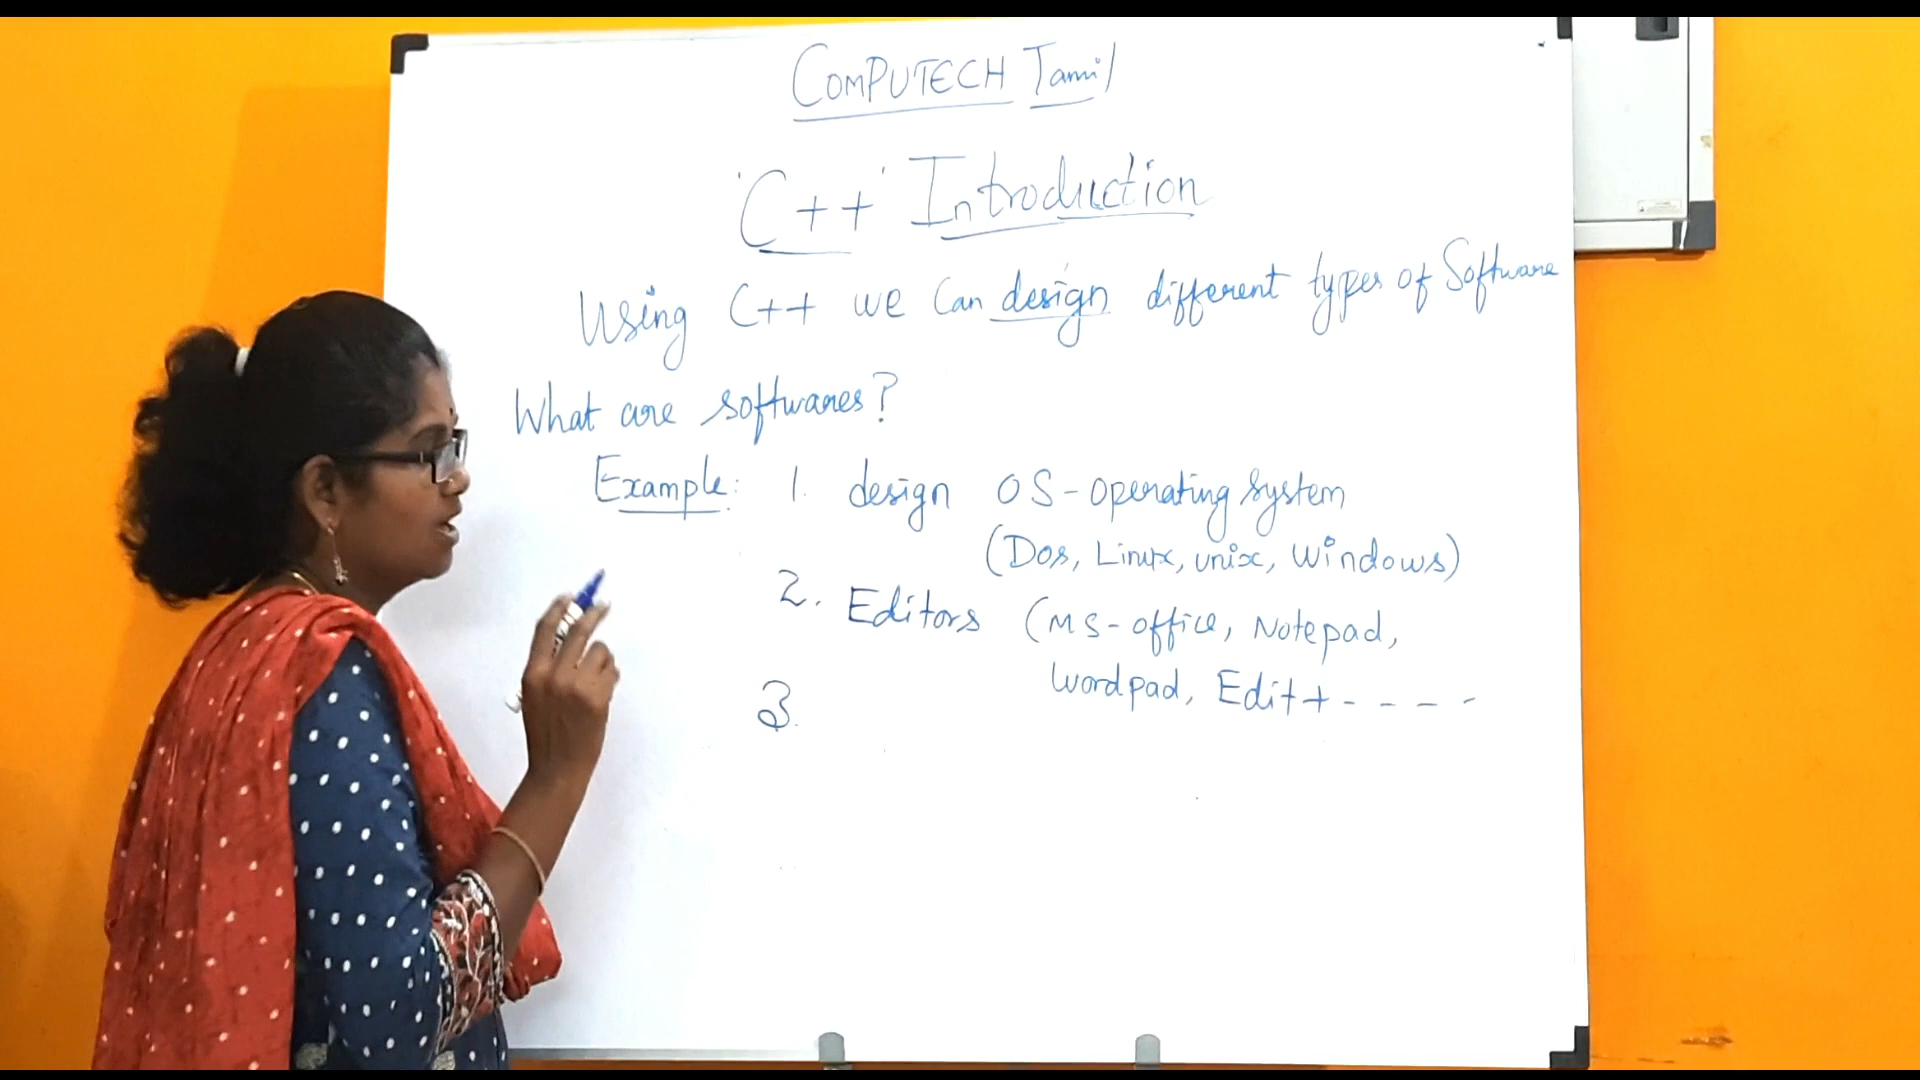 COMPUTECH Tamil
'C++' Introduction
Using C++ we Can design different types of Software
What are softwares?
Example: 1. design OS - Operating System
(Dos, Linux, unix, Windows)
2. Editors (MS-office, Notepad,
Wordpad, Edit+ - - - -
3.